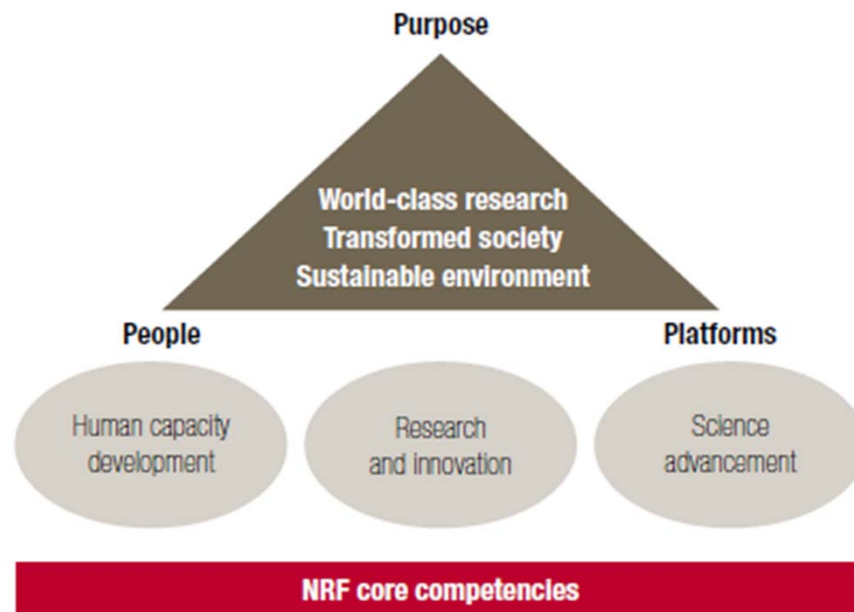 Purpose
World-class research
Transformed society
Sustainable environment
People
Platforms
Human capacity
development
Research
and innovation
Science
advancement
NRF core competencies